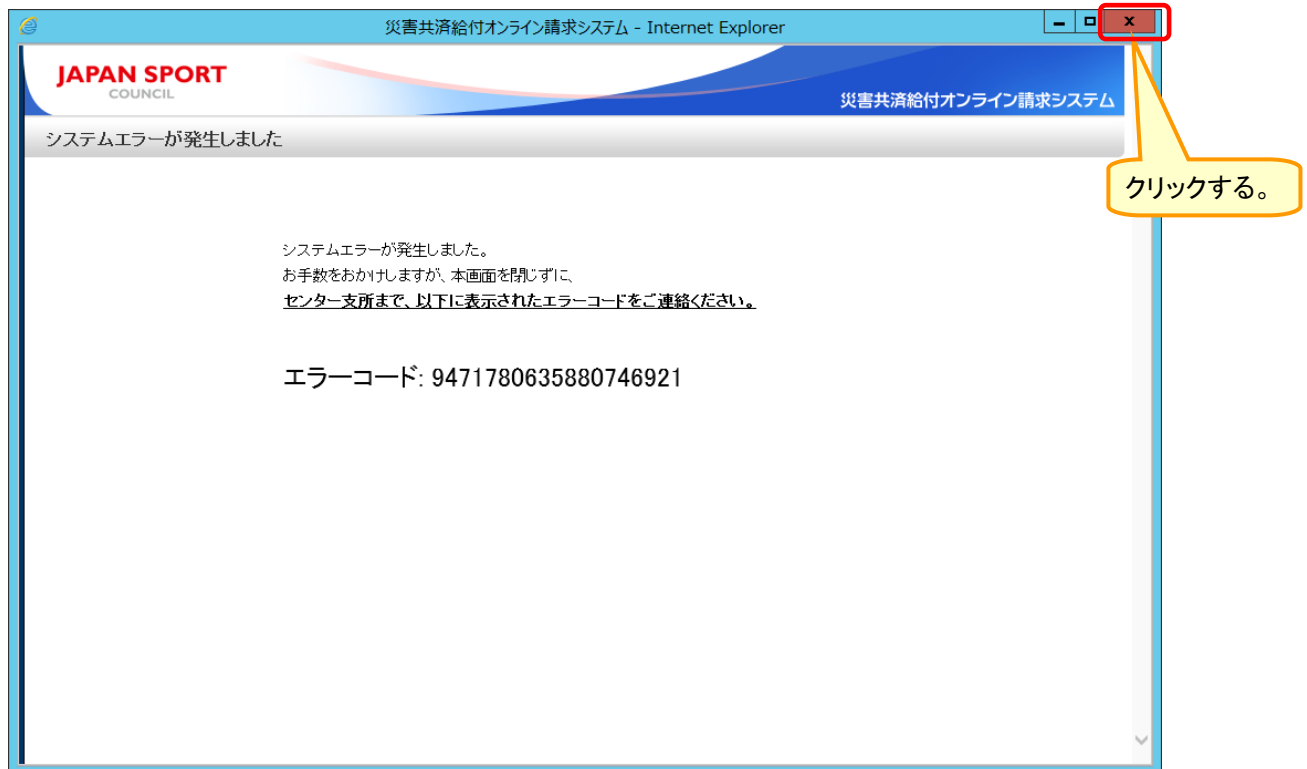 災害共済給付オンライン請求システム - Internet Explorer
JAPAN SPORT
COUNCIL
災害共済給付オンライン請求システム
システムエラーが発生しました
クリックする。
システムエラーが発生しました。
お手数をおかけしますが、本画面を閉じずに、
センター支所まで、以下に表示されたエラーコードをご連絡ください。
エラーコード: 9471780635880746921